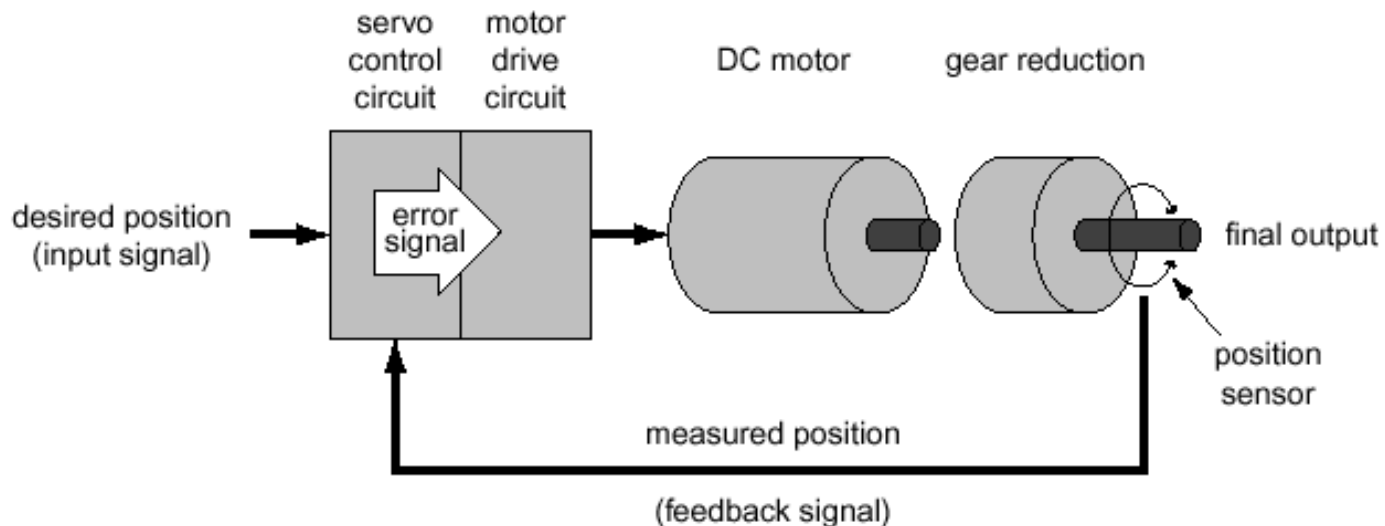 servo
control
circuit
motor
drive
circuit
DC motor
gear reduction
desired position
(input signal)
error
signal
final output
position
sensor
measured position
(feedback signal)